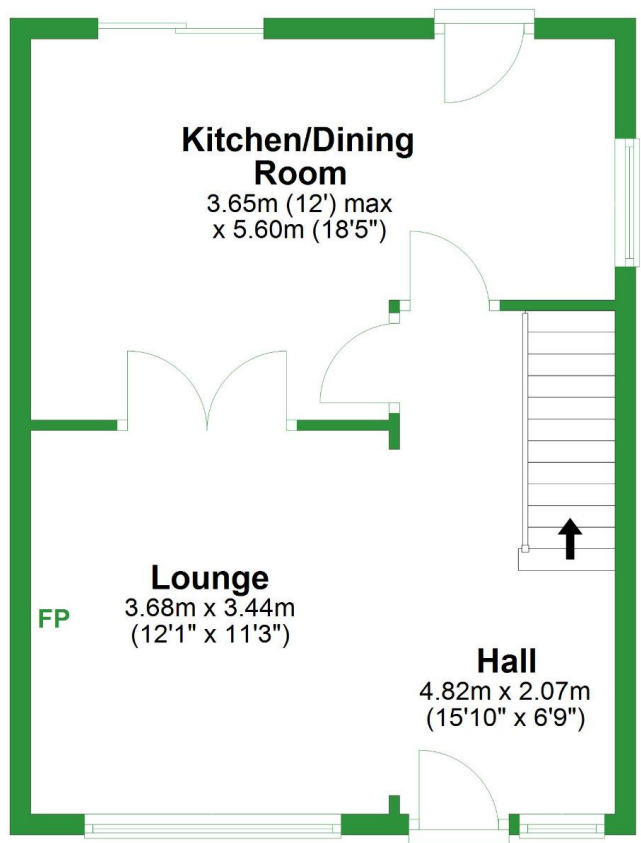 Kitchen/Dining
Room
3.65m (12') max
x 5.60m (18'5")
Lounge
3.68m x 3.44m
(12'1" x 11'3")
FP
Hall
4.82m x 2.07m
(15'10" x 6'9")